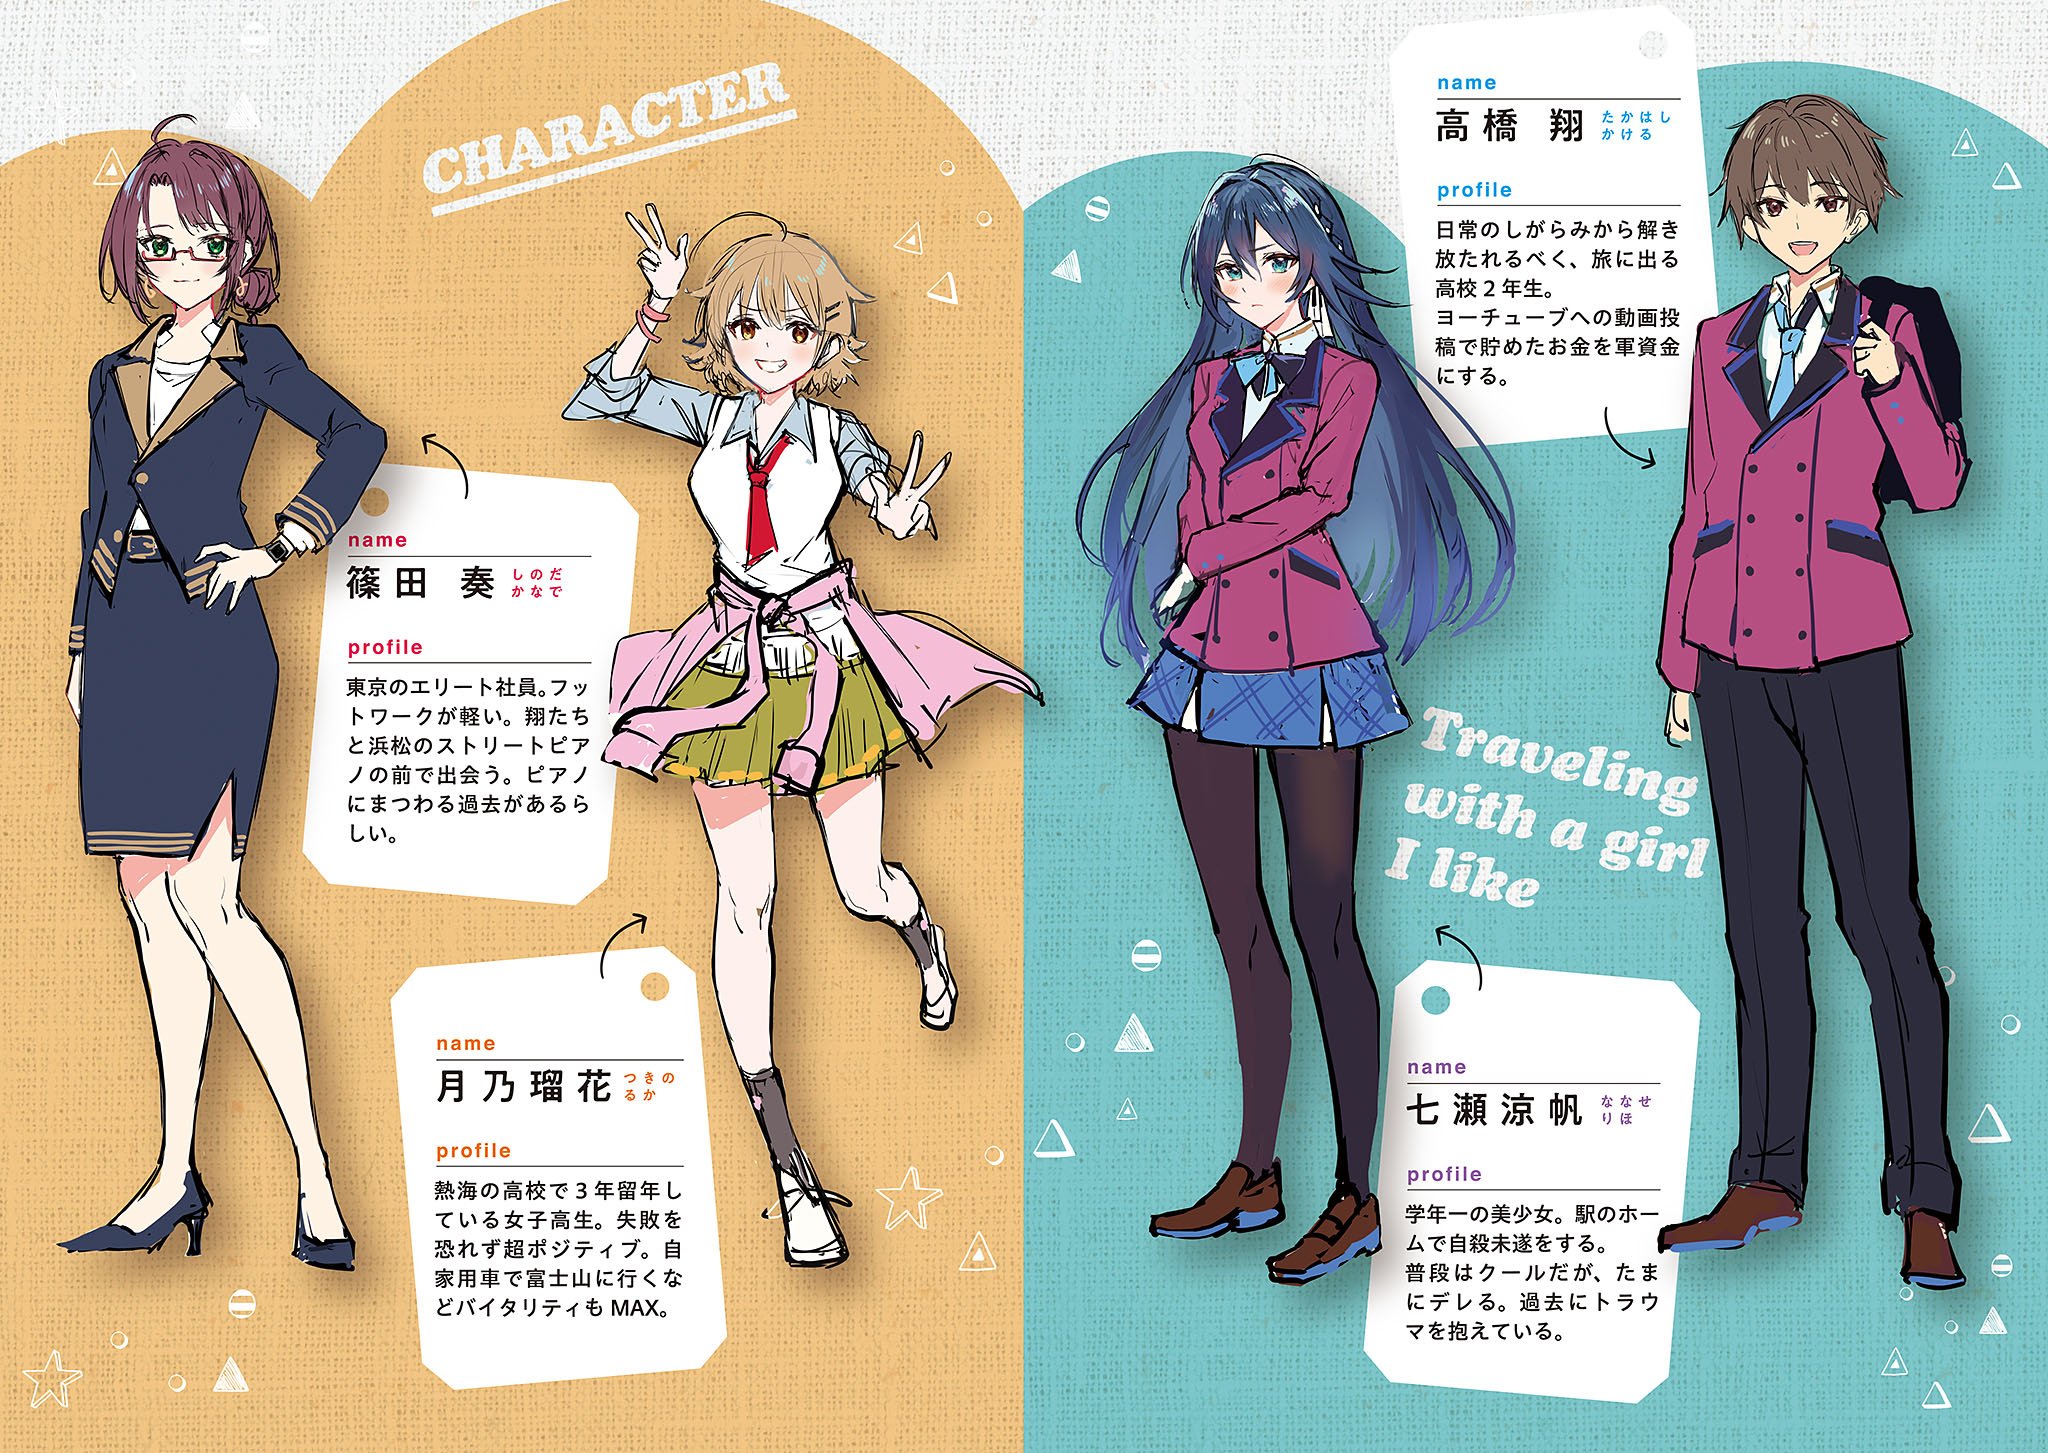 CHARACTER
name
篠田 奏
しのだ
かなで
profile
東京のエリート社員。フッ
トワークが軽い。翔たち
と浜松のストリートピア
ノの前で出会う。ピアノ
にまつわる過去があるら
しい。
name
月乃瑠花
つきの
るか
profile
熱海の高校で3年留年し
ている女子高生。失敗を
恐れず超ポジティブ。自
家用車で富士山に行くな
どバイタリティもMAX。
name
高橋 翔
たかはし
かける
profile
日常のしがらみから解き
放たれるべく、旅に出る
高校2年生。
ヨーチューブへの動画投
稿で貯めたお金を軍資金
にする。
Traveling
with a girl
I like
name
七瀬涼帆
ななせ
りほ
profile
学年一の美少女。駅のホー
ムで自殺未遂をする。
普段はクールだが、たま
にデレる。過去にトラウ
マを抱えている。